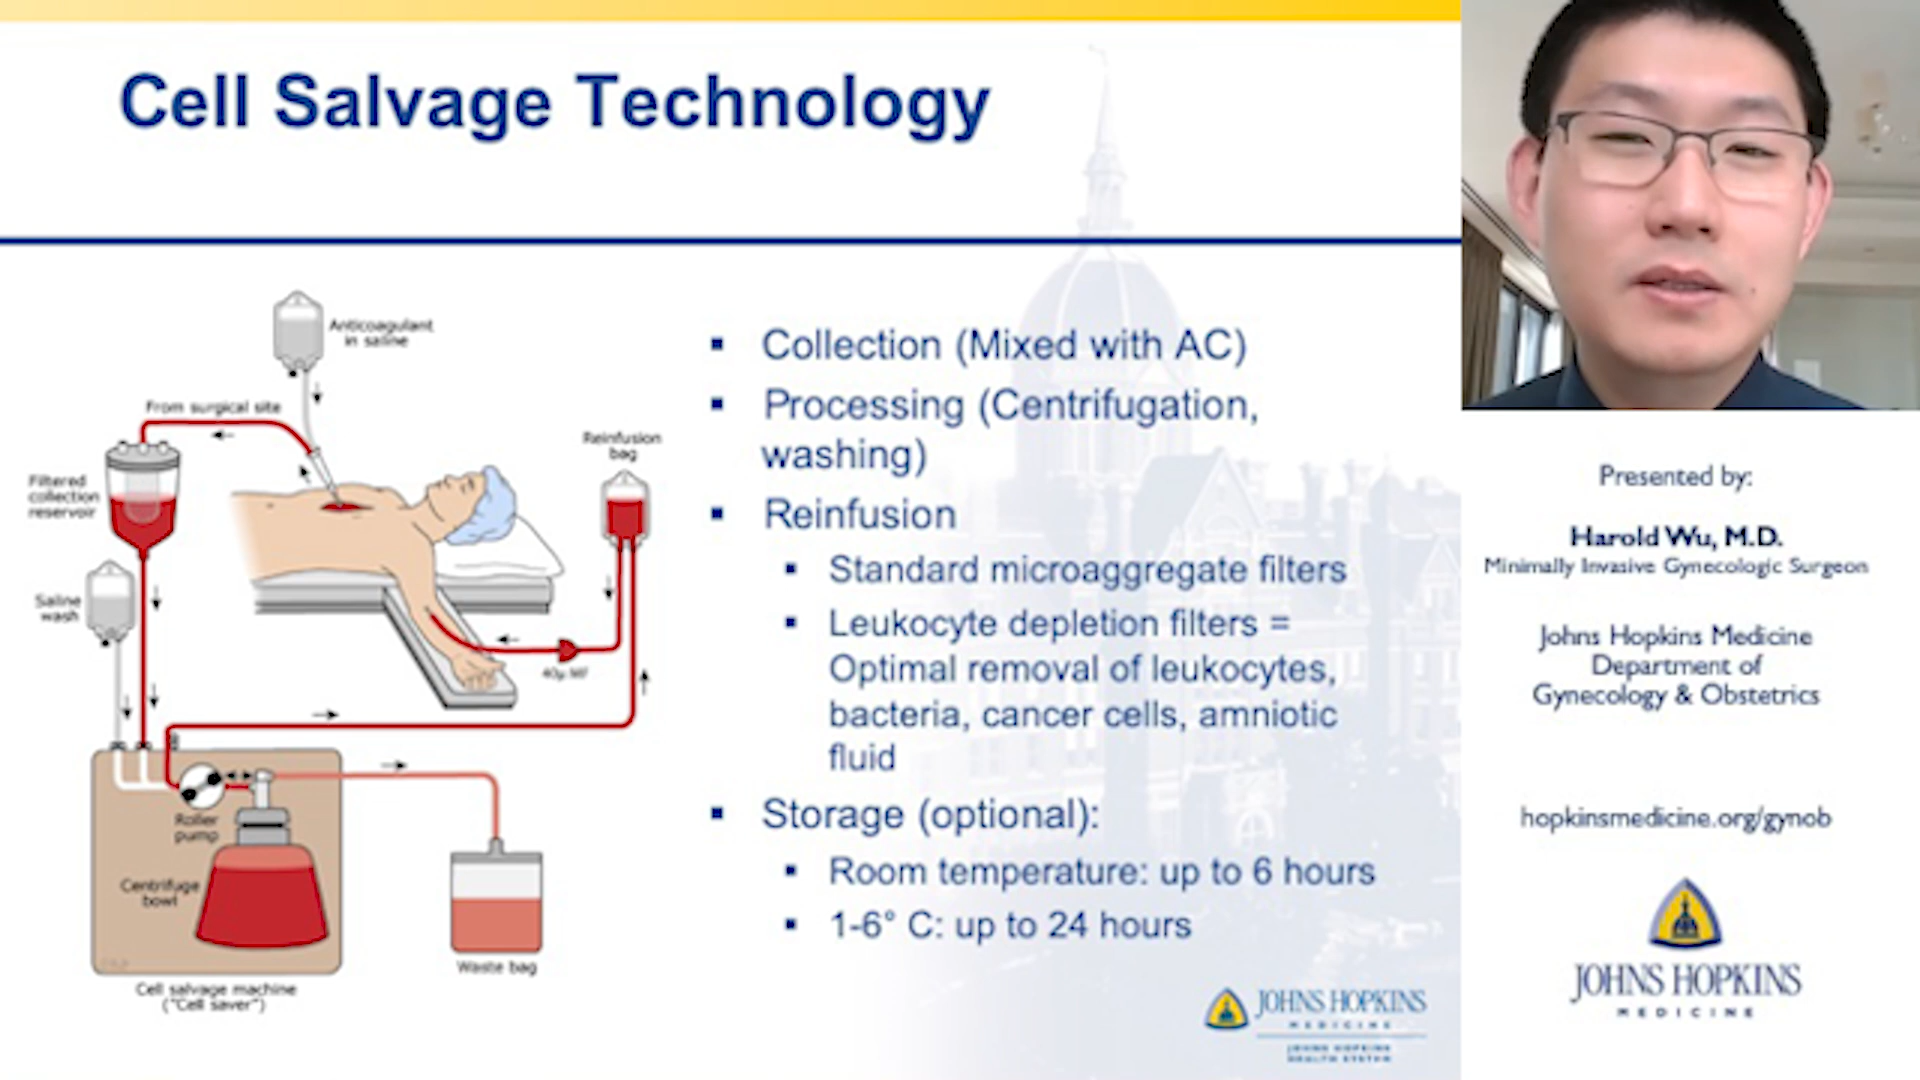 Cell Salvage Technology
Anticoagulant
in saline
From surgical site
Reinfusion
bag
Filtered
collection
reservoir
Saline
wash
40µ MF
Roller
pump
Centrifuge
bowl
Waste bag
Cell salvage machine
("Cell saver")
▪ Collection (Mixed with AC)
▪ Processing (Centrifugation,
washing)
▪ Reinfusion
▪ Standard microaggregate filters
▪ Leukocyte depletion filters =
Optimal removal of leukocytes,
bacteria, cancer cells, amniotic
fluid
▪ Storage (optional):
▪ Room temperature: up to 6 hours
▪ 1-6° C: up to 24 hours
JOHNS HOPKINS
MEDICINE
JOHNS HOPKINS
HEALTH SYSTEM
Presented by:
Harold Wu, M.D.
Minimally Invasive Gynecologic Surgeon
Johns Hopkins Medicine
Department of
Gynecology & Obstetrics
hopkinsmedicine.org/gynob
JOHNS HOPKINS
MEDICINE